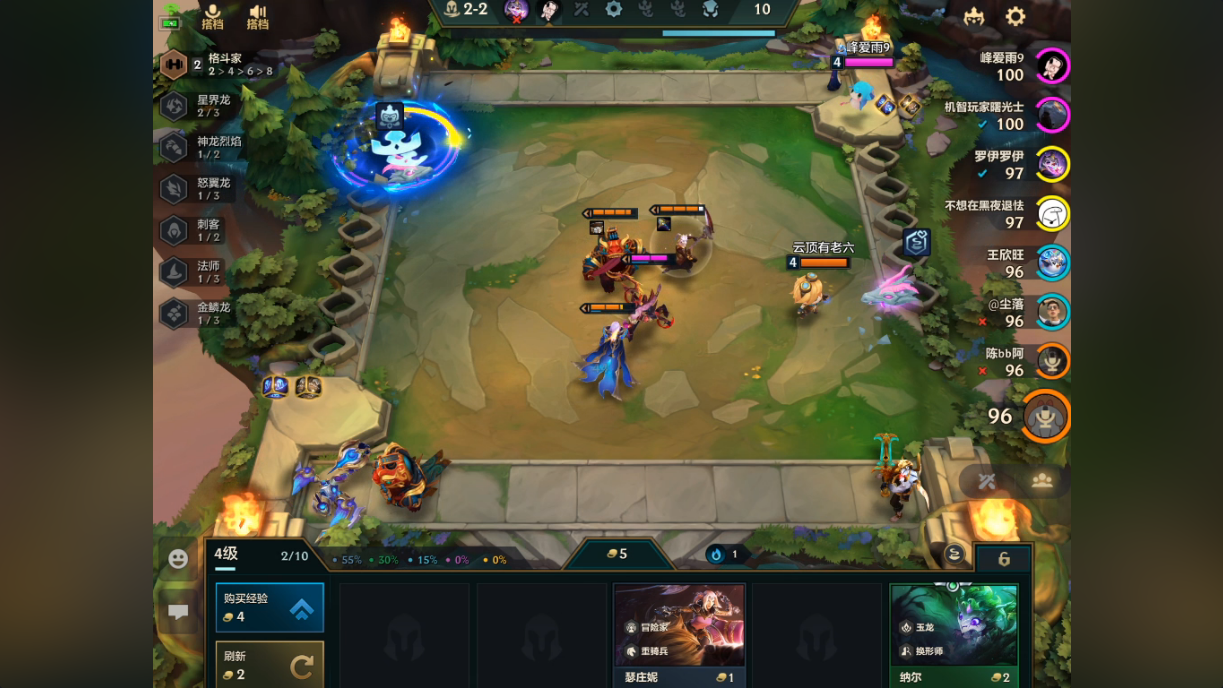 2-2
10
搭档
搭档
2 格斗家
2 > 4 > 6 > 8
星界龙
2 / 3
神龙烈焰
1 / 2
怒翼龙
1 / 3
刺客
1 / 2
法师
1 / 3
金鳞龙
1 / 3
峰爱雨9
4
云顶有老六
4
峰爱雨9
100
机智玩家曙光士
100
罗伊罗伊
97
不想在黑夜退怯
97
王欣旺
96
@尘落
96
陈bb阿
96
96
4级
2/10
55% 30% 15% 0% 0%
5
1
购买经验
4
刷新
2
冒险家
重骑兵
瑟庄妮
1
玉龙
换形师
纳尔
2